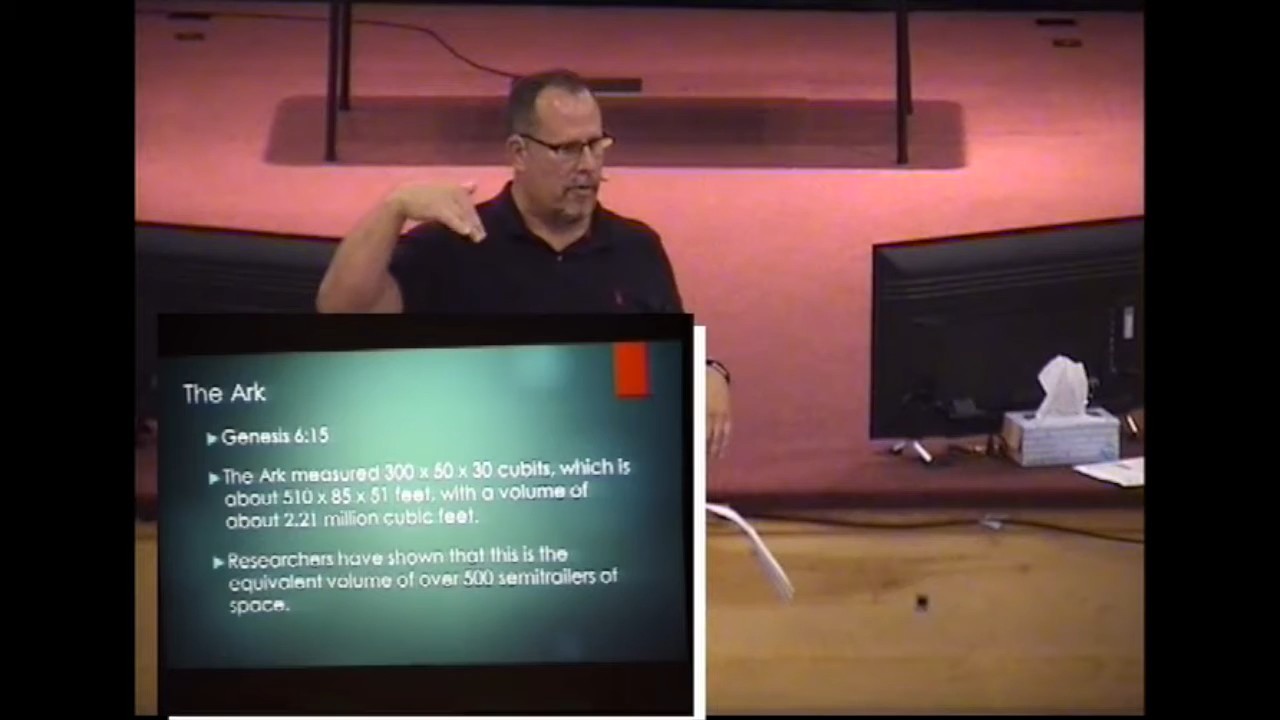 The Ark
Genesis 6:15
The Ark measured 300 x 50 x 30 cubits, which is
about 510 x 85 x 51 feet, with a volume of
about 2.21 million cubic feet.
Researchers have shown that this is the
equivalent volume of over 500 semitrailers of
space.